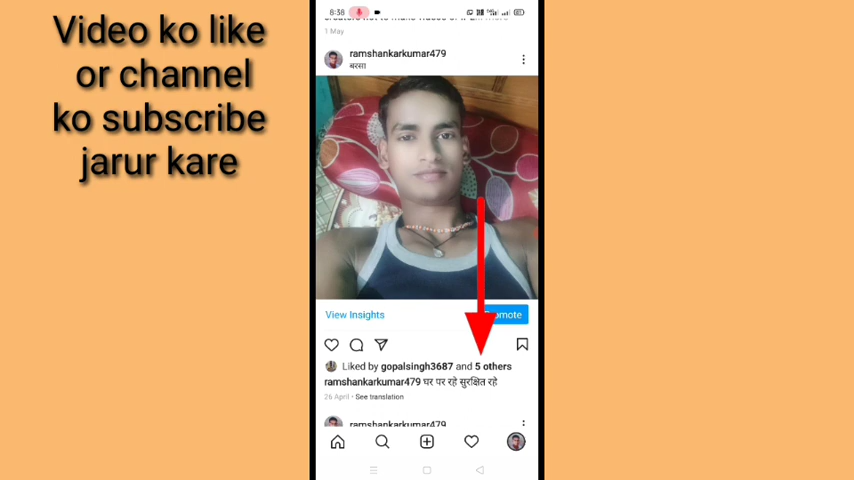 Video ko like
or channel
ko subscribe
jarur kare
8:38
1 May
ramshankarkumar479
बरसा
View Insights
omote
Liked by gopalsingh3687 and 5 others
ramshankarkumar479 घर पर रहे सुरक्षित रहे
26 April • See translation
ramshankarkumar479